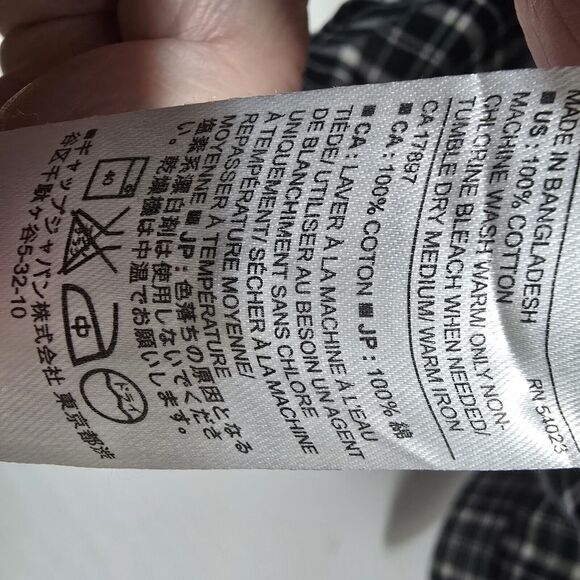 MADE IN BANGLADESH
RN 54023
■ US : 100% COTTON
MACHINE WASH WARM/ ONLY NON-
CHLORINE BLEACH WHEN NEEDED/
TUMBLE DRY MEDIUM/ WARM IRON
CA 17897
■ CA : 100% COTTON ■ JP : 100% 綿
■ CA : LAVER À LA MACHINE À L'EAU
TIÈDE/ UTILISER AU BESOIN UN AGENT
DE BLANCHIMENT SANS CHLORE
UNIQUEMENT/ SÉCHER À LA MACHINE
À TEMPÉRATURE MOYENNE/
REPASSER À TEMPÉRATURE
MOYENNE ■ JP : 色落ちの原因となる
塩素系漂白剤は使用しないでくださ
い。乾燥機は中温でお願いします。
40
中
ドライ
■ギャップジャパン株式会社 東京都渋
谷区千駄ヶ谷5-32-10